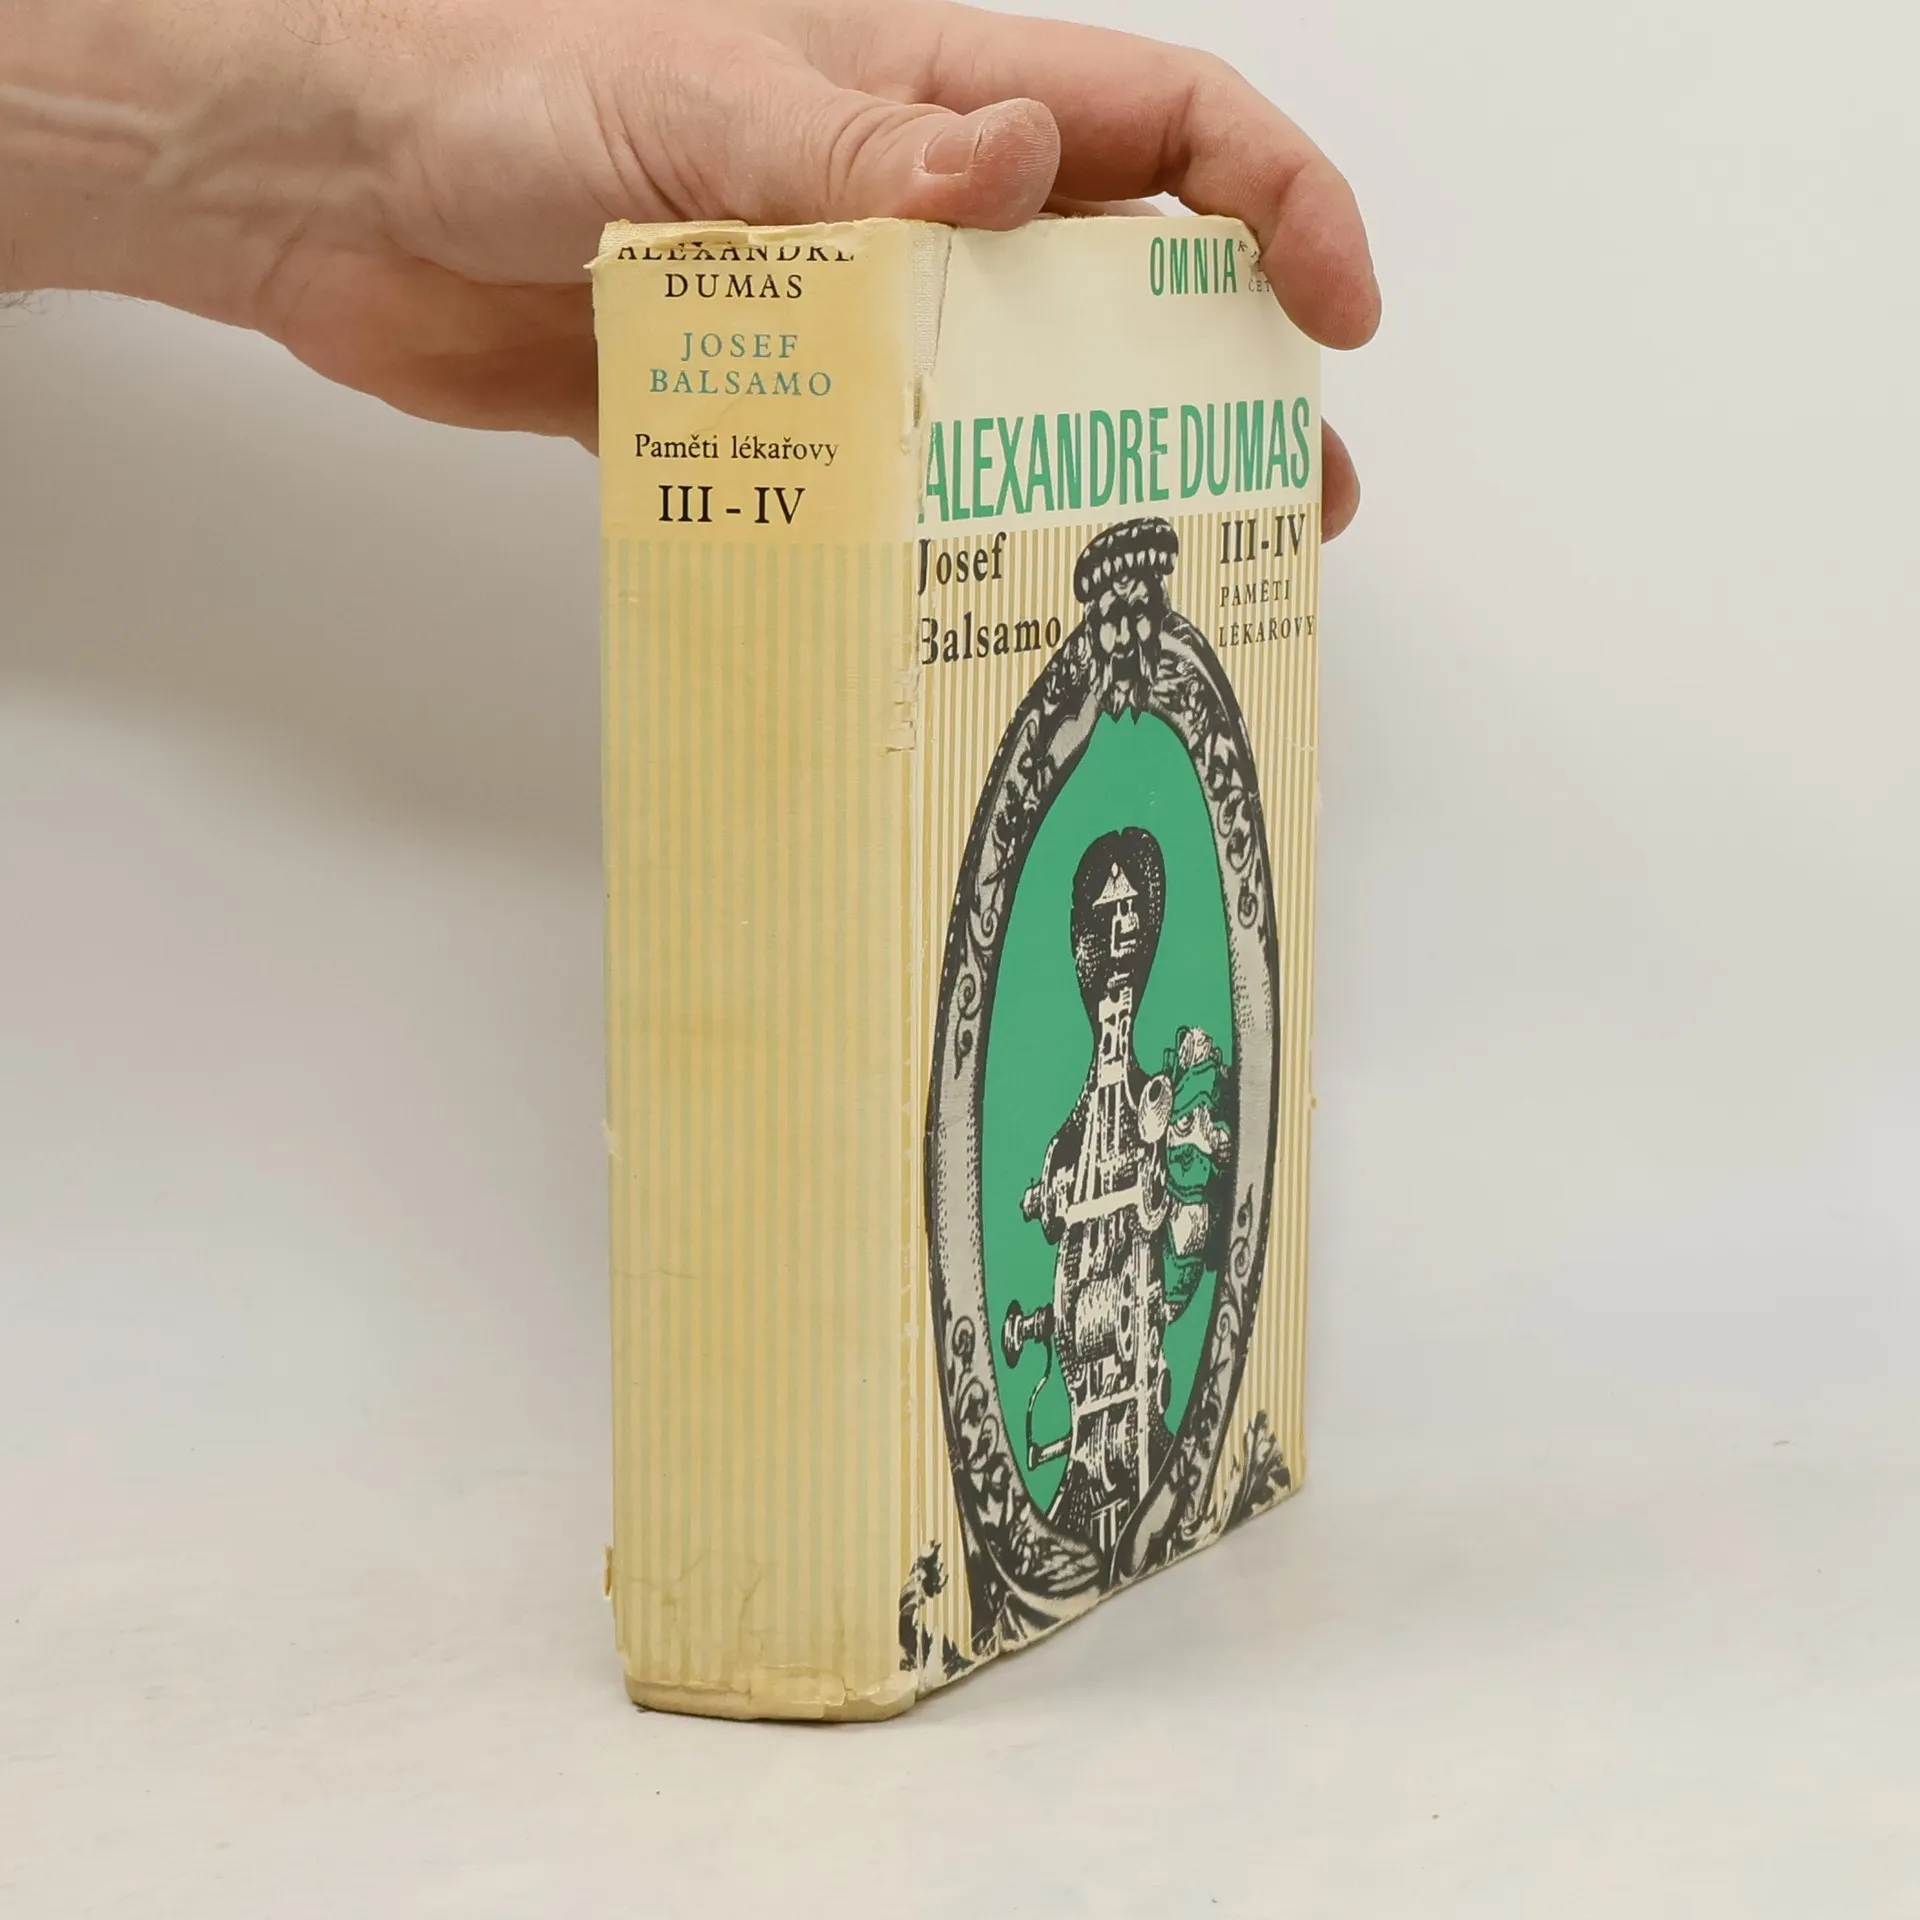 ALEXANDRE
DUMAS
JOSEF
BALSAMO
Paměti lékařovy
III - IV
OMNIA
ALEXANDRE DUMAS
Josef
Balsamo
III-IV
PAMĚTI
LÉKAŘOVY